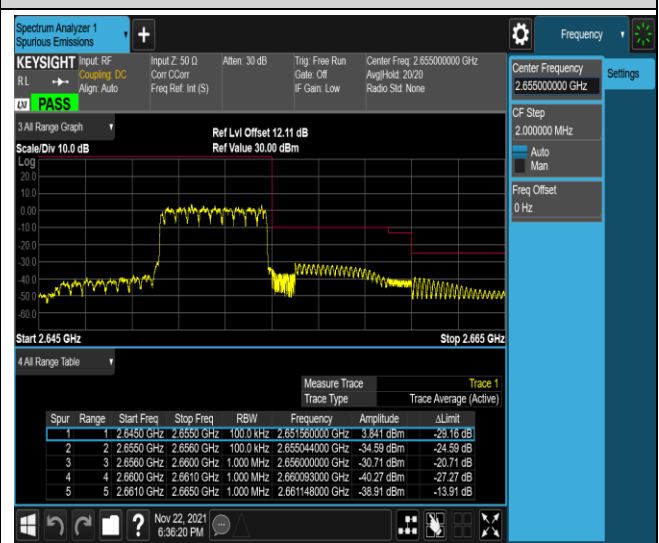 Spectrum Analyzer 1
Spurious Emissions
Frequency
KEYSIGHT
Input: RF
Coupling: DC
Align: Auto
Input Z: 50 Ω
Corr CCorr
Freq Ref: Int (S)
Atten: 30 dB
Trig: Free Run
Gate: Off
IF Gain: Low
Center Freq: 2.655000000 GHz
Avg|Hold: 20/20
Radio Std: None
RL
LXI PASS
Center Frequency
2.655000000 GHz
Settings
CF Step
2.000000 MHz
Auto
Man
Freq Offset
0 Hz
3 All Range Graph
Scale/Div 10.0 dB
Ref Lvl Offset 12.11 dB
Ref Value 30.00 dBm
Log
20.0
10.0
0.00
-10.0
-20.0
-30.0
-40.0
-50.0
-60.0
Start 2.645 GHz
Stop 2.665 GHz
4 All Range Table
Measure Trace Trace 1
Trace Type Trace Average (Active)
Spur Range Start Freq Stop Freq RBW Frequency Amplitude ΔLimit
1 1 2.6450 GHz 2.6550 GHz 100.0 kHz 2.651560000 GHz 3.841 dBm -29.16 dB
2 2 2.6550 GHz 2.6560 GHz 100.0 kHz 2.655044000 GHz -34.59 dBm -24.59 dB
3 3 2.6560 GHz 2.6600 GHz 1.000 MHz 2.656000000 GHz -30.71 dBm -20.71 dB
4 4 2.6600 GHz 2.6610 GHz 1.000 MHz 2.660093000 GHz -40.27 dBm -27.27 dB
5 5 2.6610 GHz 2.6650 GHz 1.000 MHz 2.661148000 GHz -38.91 dBm -13.91 dB
Nov 22, 2021
6:36:20 PM